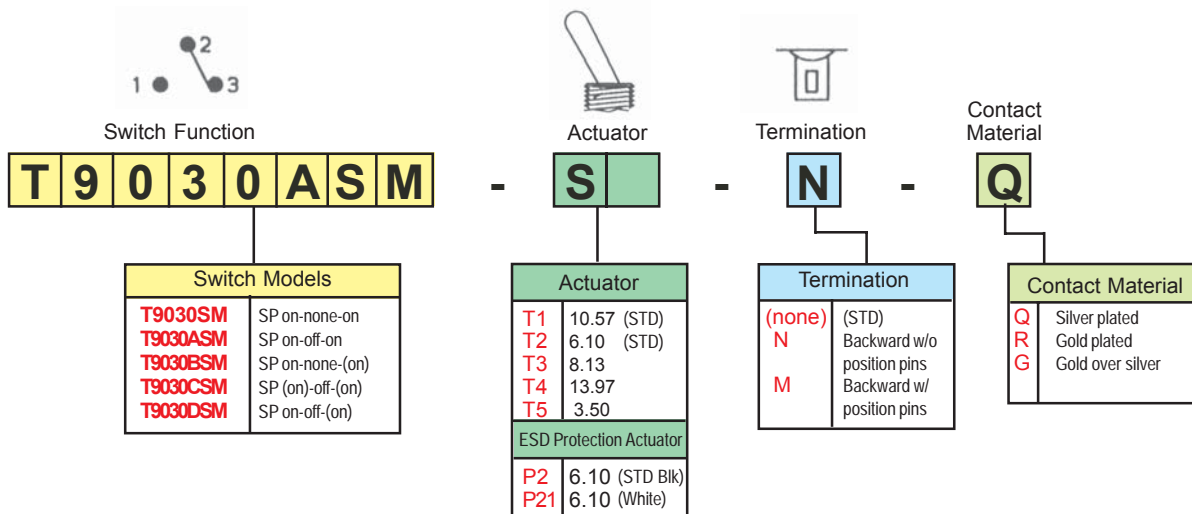 1 2 3
Switch Function
Actuator
Termination
Contact
Material
T9030ASM - S - N - Q
Switch Models
T9030SM SP on-none-on
T9030ASM SP on-off-on
T9030BSM SP on-none-(on)
T9030CSM SP (on)-off-(on)
T9030DSM SP on-off-(on)
Actuator
T1 10.57 (STD)
T2 6.10 (STD)
T3 8.13
T4 13.97
T5 3.50
ESD Protection Actuator
P2 6.10 (STD Blk)
P21 6.10 (White)
Termination
(none) (STD)
N Backward w/o
position pins
M Backward w/
position pins
Contact Material
Q Silver plated
R Gold plated
G Gold over silver